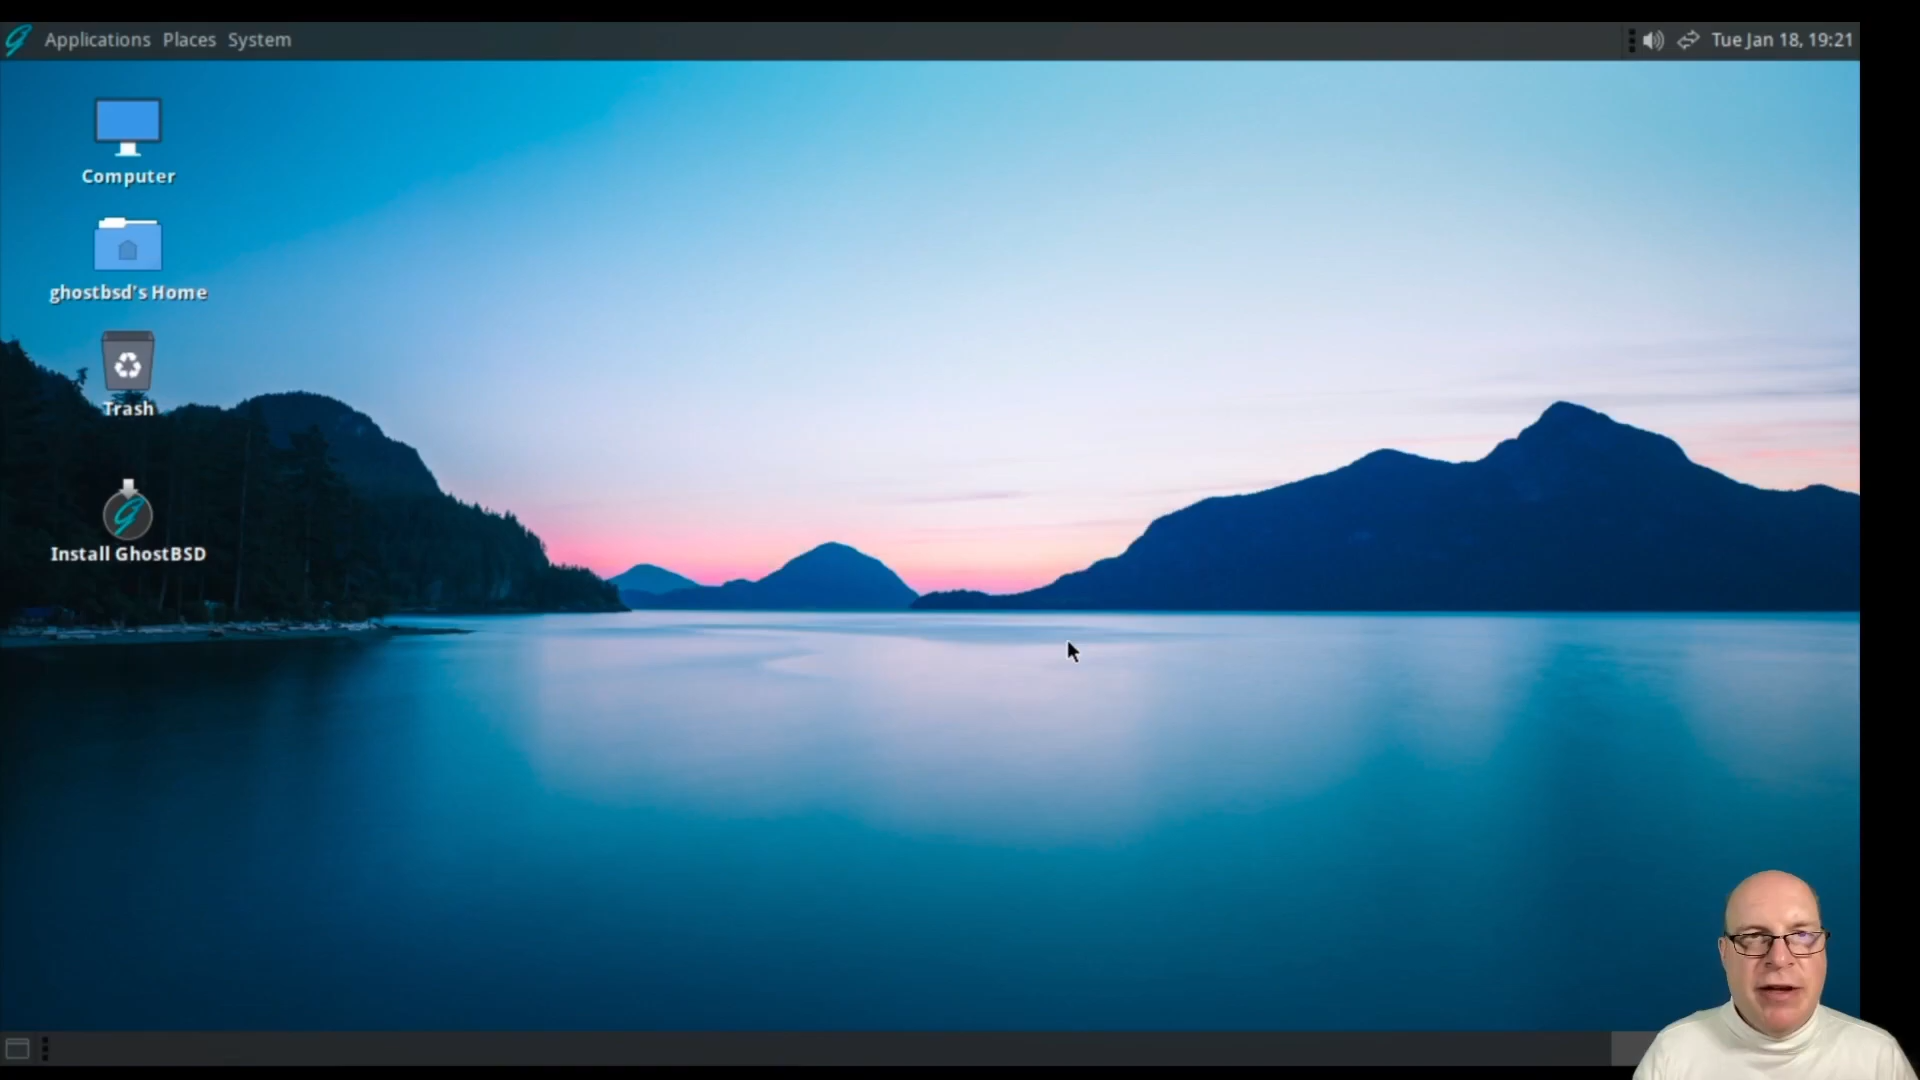 Applications Places System
Tue Jan 18, 19:21
Computer
ghostbsd's Home
Trash
Install GhostBSD